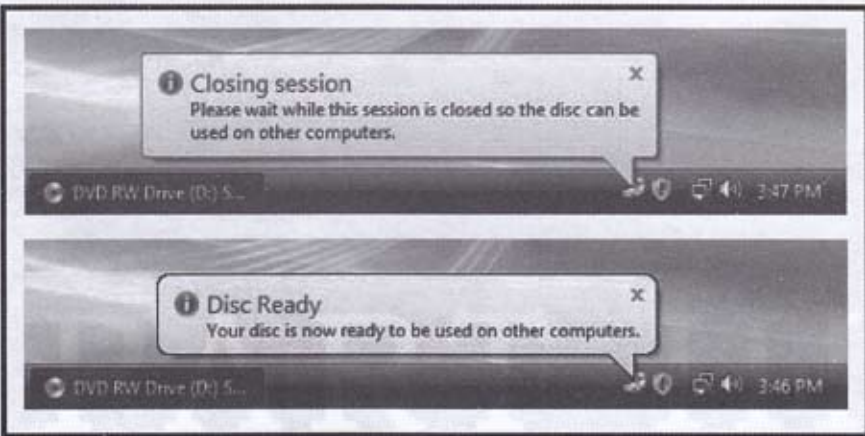 Closing session
Please wait while this session is closed so the disc can be
used on other computers.
DVD RW Drive (D:) S...
3:47 PM
Disc Ready
Your disc is now ready to be used on other computers.
DVD RW Drive (D:) S...
3:46 PM